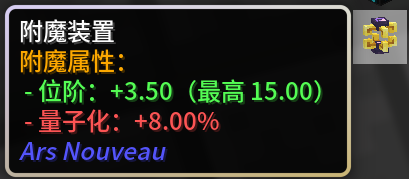 附魔装置
附魔属性：
- 位阶：+3.50（最高 15.00）
- 量子化：+8.00%
Ars Nouveau